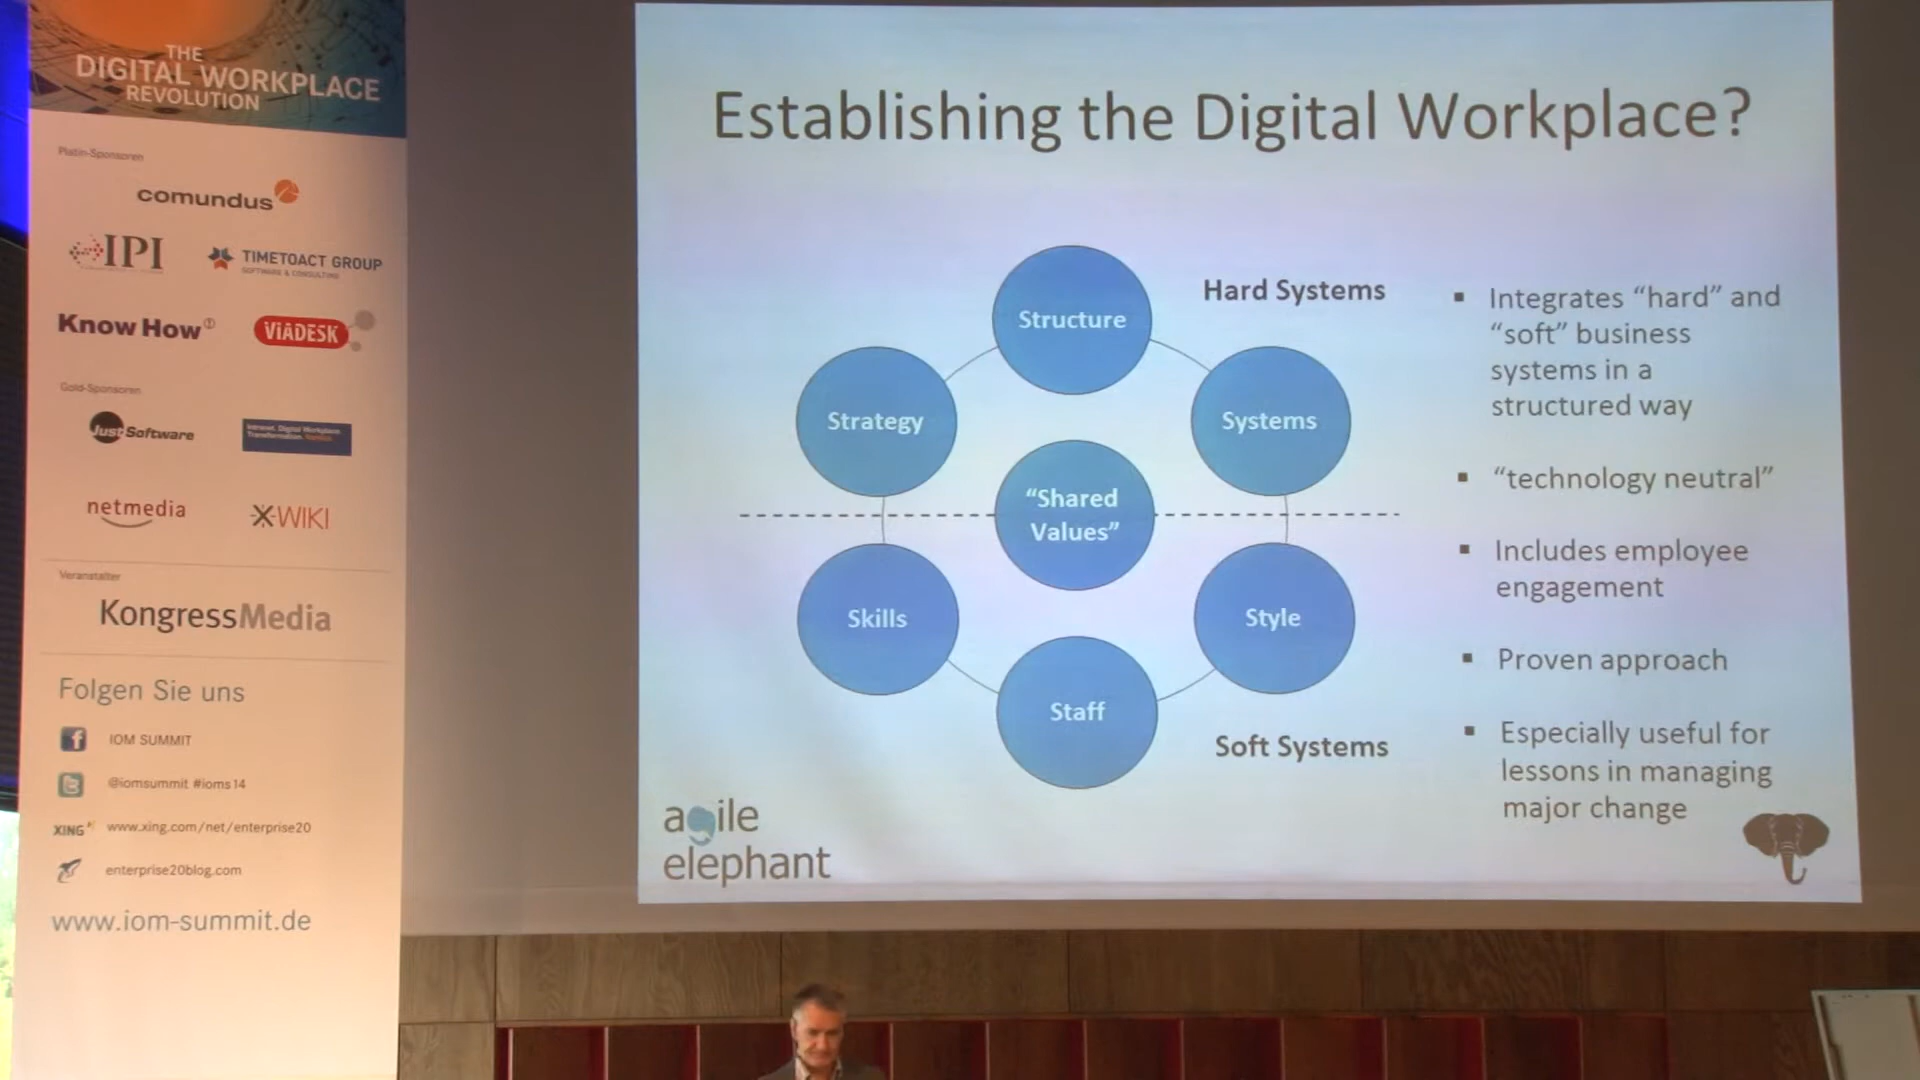 THE
DIGITAL WORKPLACE
REVOLUTION
Platin-Sponsoren
comundus
IPI
TIMETOACT GROUP
SOFTWARE & CONSULTING
Know How
VIADESK
Gold-Sponsoren
Just Software
Intranet. Digital Workplace
Transformation.
netmedia
XWIKI
Veranstalter
KongressMedia
Folgen Sie uns
IOM SUMMIT
@iomsummit #ioms14
XING www.xing.com/net/enterprise20
enterprise20blog.com
www.iom-summit.de
Establishing the Digital Workplace?
Structure
Hard Systems
Strategy
Systems
“Shared
Values”
Skills
Style
Staff
Soft Systems
▪ Integrates “hard” and
“soft” business
systems in a
structured way
▪ “technology neutral”
▪ Includes employee
engagement
▪ Proven approach
▪ Especially useful for
lessons in managing
major change
agile
elephant